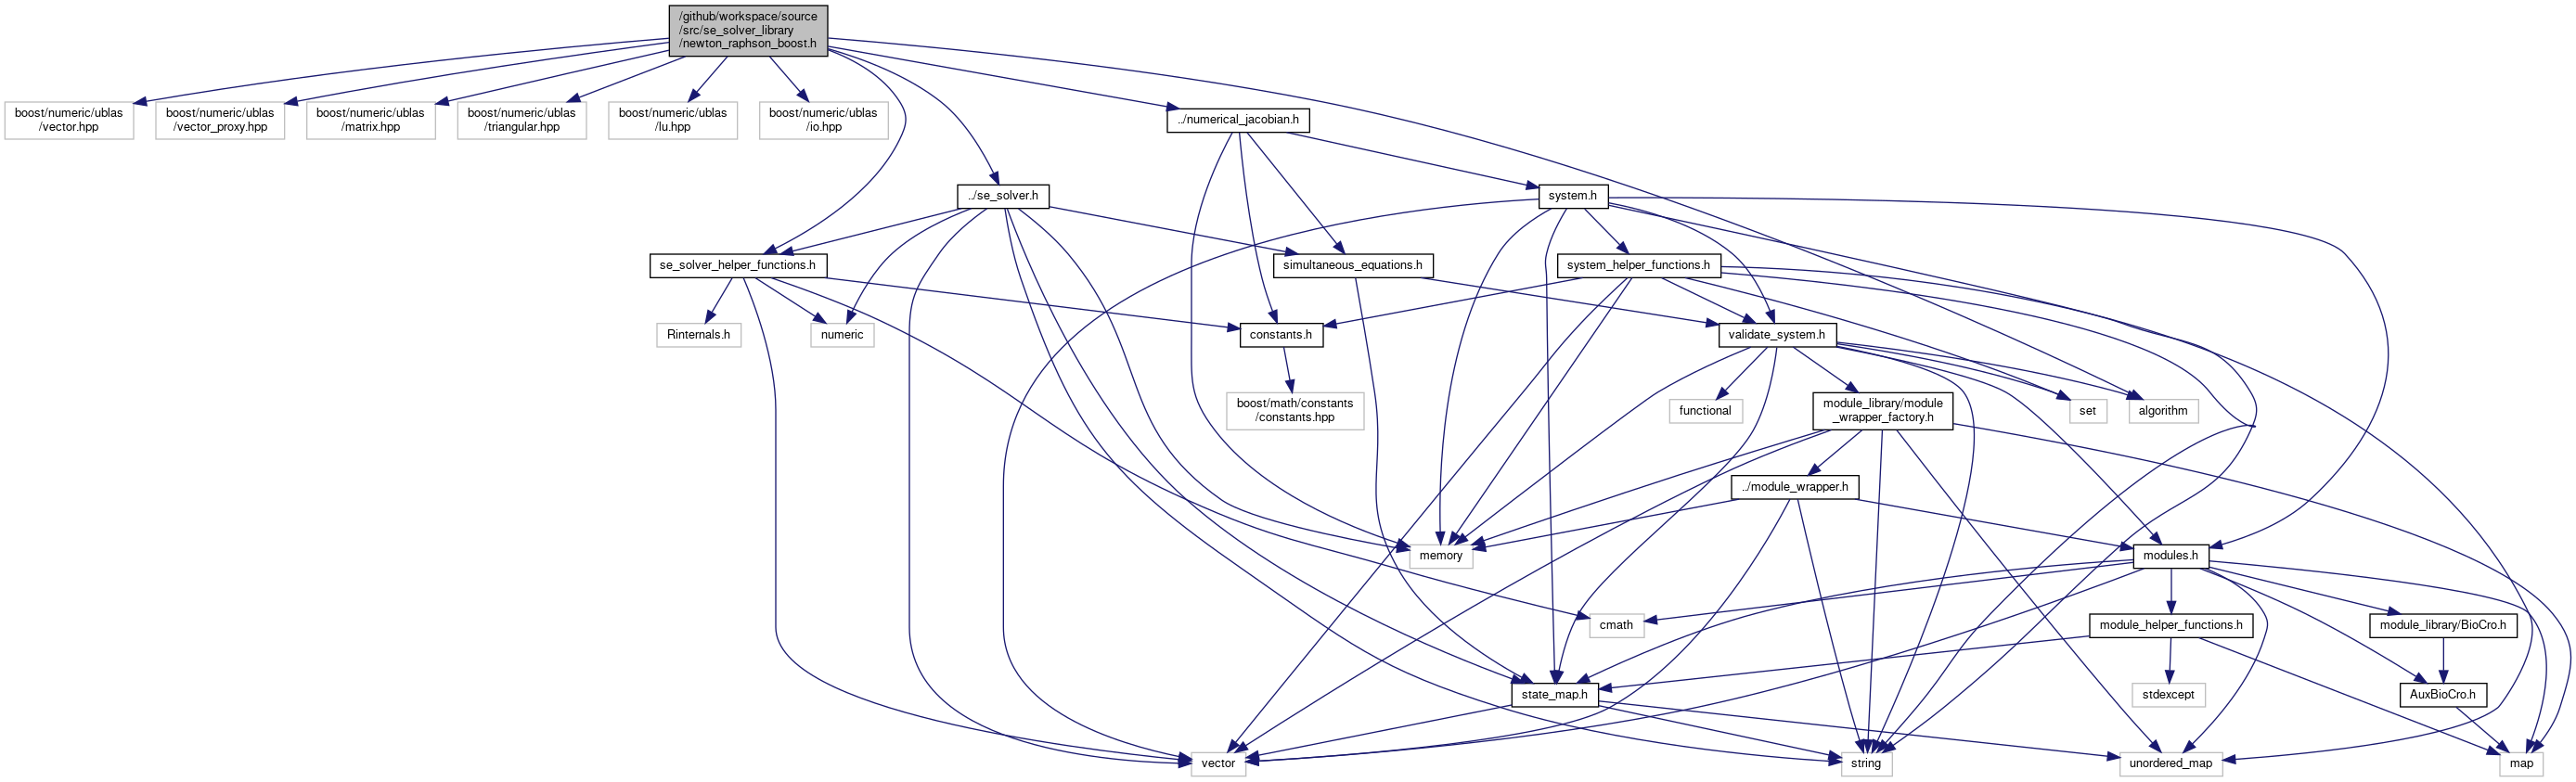 /github/workspace/source
/src/se_solver_library
/newton_raphson_boost.h
boost/numeric/ublas
/vector.hpp
boost/numeric/ublas
/vector_proxy.hpp
boost/numeric/ublas
/matrix.hpp
boost/numeric/ublas
/triangular.hpp
boost/numeric/ublas
/lu.hpp
boost/numeric/ublas
/io.hpp
../numerical_jacobian.h
../se_solver.h
system.h
se_solver_helper_functions.h
simultaneous_equations.h
system_helper_functions.h
Rinternals.h
numeric
constants.h
validate_system.h
boost/math/constants
/constants.hpp
functional
module_library/module
_wrapper_factory.h
set
algorithm
../module_wrapper.h
memory
modules.h
cmath
module_helper_functions.h
module_library/BioCro.h
state_map.h
stdexcept
AuxBioCro.h
vector
string
unordered_map
map